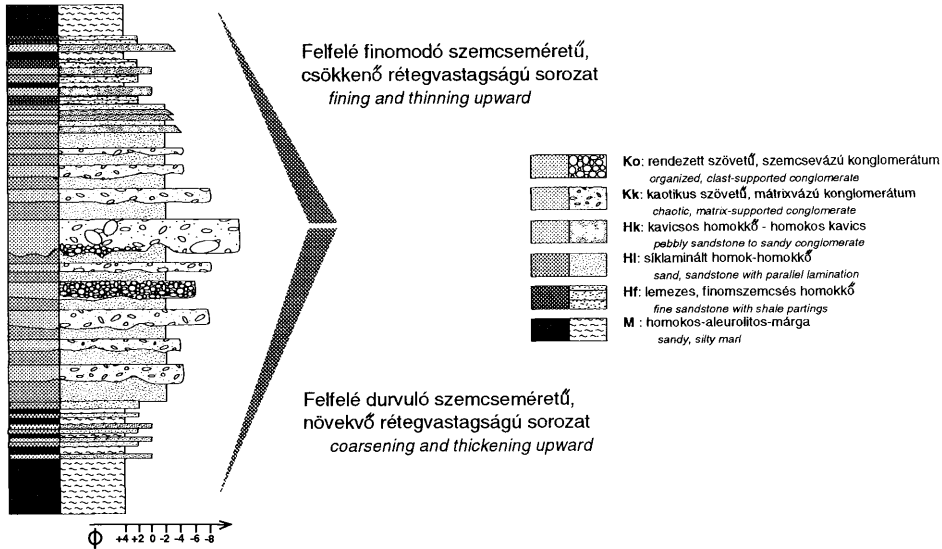 Felfelé finomodó szemcseméretű,
csökkenő rétegvastagságú sorozat
fining and thinning upward
Ko: rendezett szövetű, szemcsevázú konglomerátum
organized, clast-supported conglomerate
Kk: kaotikus szövetű, mátrixvázú konglomerátum
chaotic, matrix-supported conglomerate
Hk: kavicsos homokkő - homokos kavics
pebbly sandstone to sandy conglomerate
Hl: síklaminált homok-homokkő
sand, sandstone with parallel lamination
Hf: lemezes, finomszemcsés homokkő
fine sandstone with shale partings
M : homokos-aleurolitos-márga
sandy, silty marl
Felfelé durvuló szemcseméretű,
növekvő rétegvastagságú sorozat
coarsening and thickening upward
Φ +4 +2 0 -2 -4 -6 -8